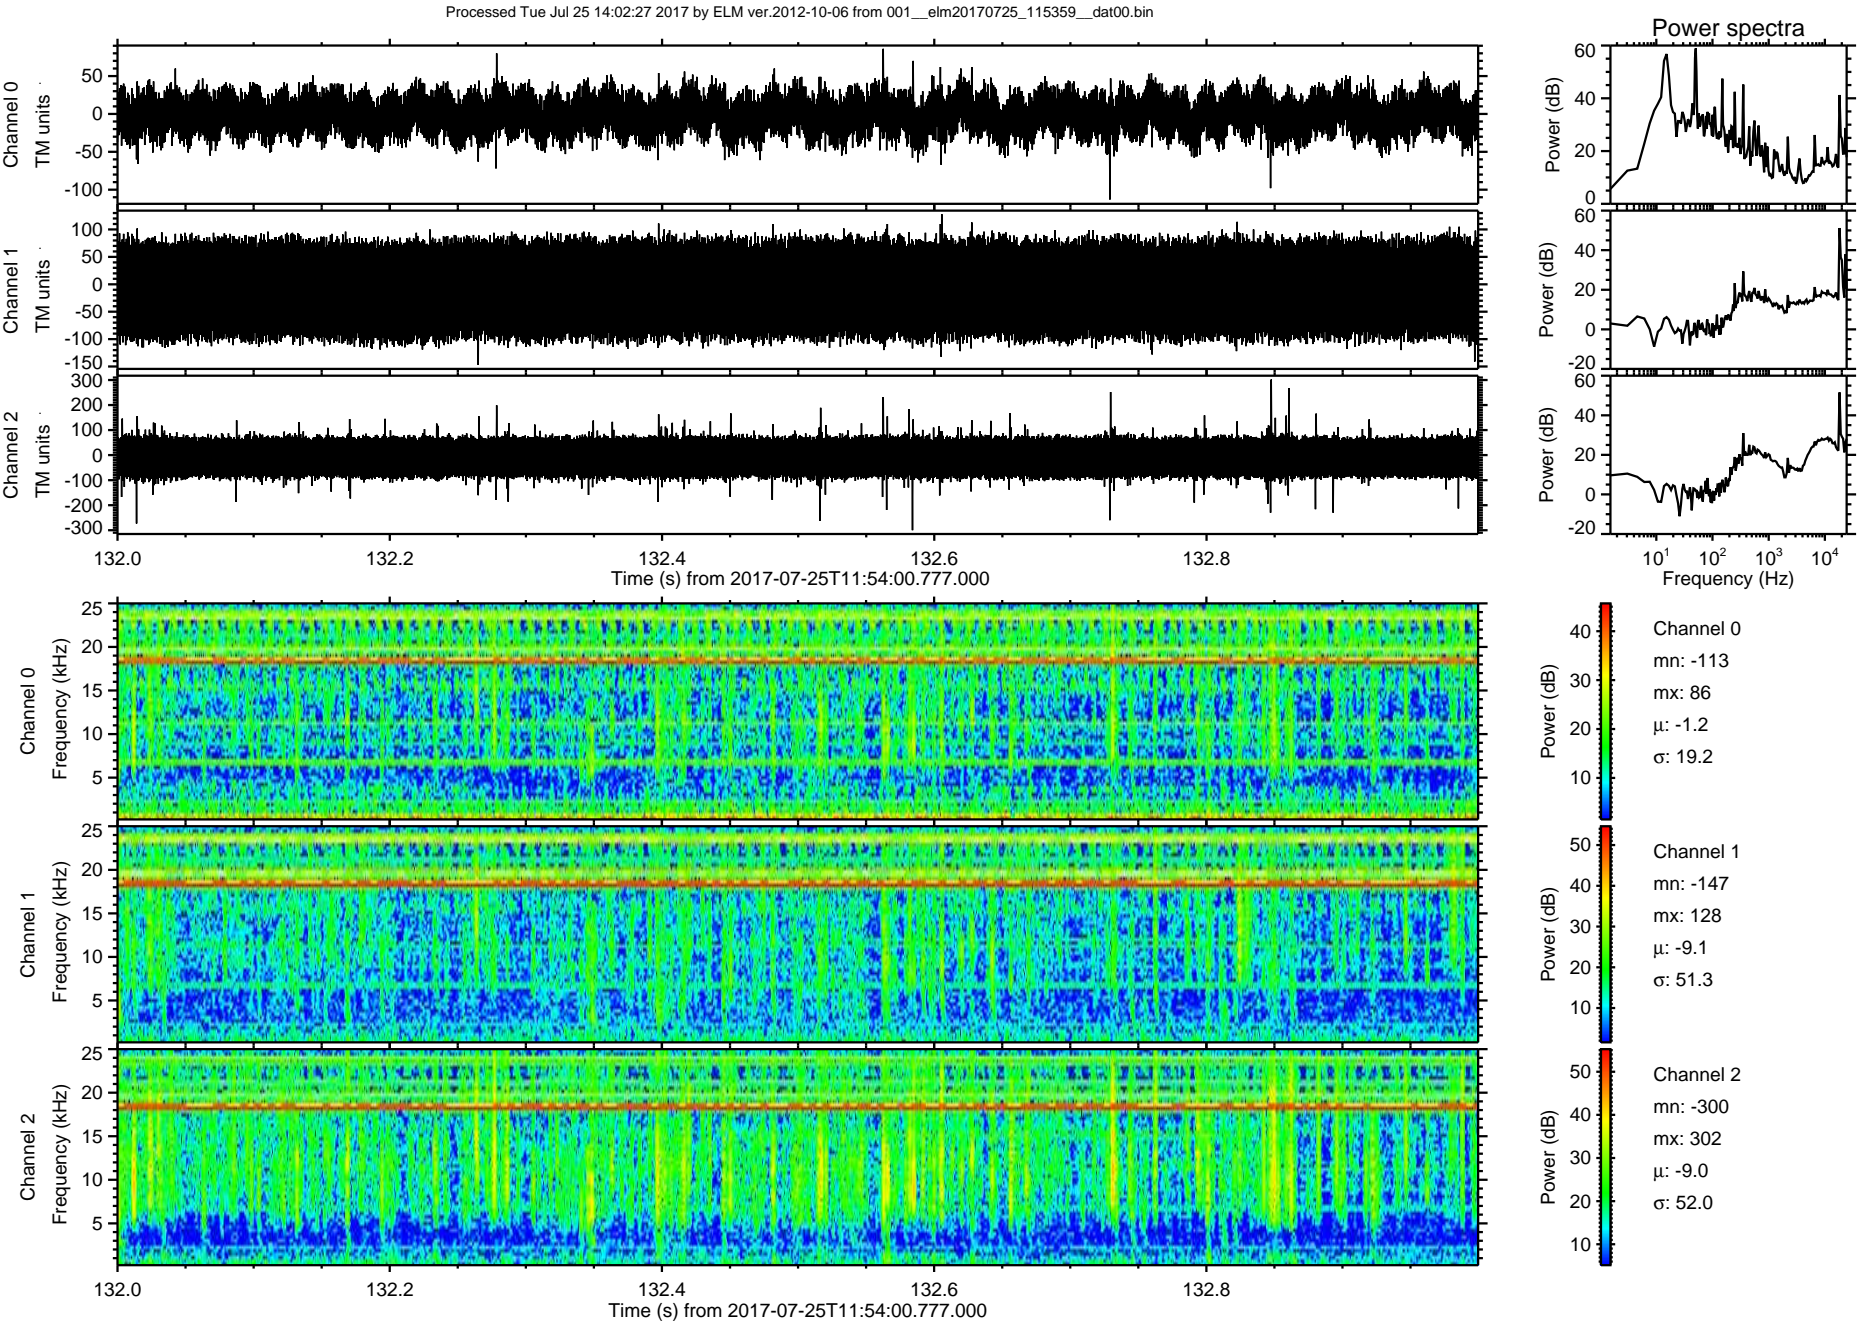 Processed Tue Jul 25 14:02:27 2017 by ELM ver.2012-10-06 from 001__elm20170725_115359__dat00.bin
Power spectra
Channel 0
TM units
50
0
-50
-100
Power (dB)
60
40
20
0
Channel 1
TM units
100
50
0
-50
-100
-150
Power (dB)
60
40
20
0
-20
Channel 2
TM units
300
200
100
0
-100
-200
-300
Power (dB)
60
40
20
0
-20
132.0 132.2 132.4 132.6 132.8
Time (s) from 2017-07-25T11:54:00.777.000
10¹ 10² 10³ 10⁴
Frequency (Hz)
Channel 0
Frequency (kHz)
25
20
15
10
5
Power (dB)
40
30
20
10
Channel 0
mn: -113
mx: 86
µ: -1.2
σ: 19.2
Channel 1
Frequency (kHz)
25
20
15
10
5
Power (dB)
50
40
30
20
10
Channel 1
mn: -147
mx: 128
µ: -9.1
σ: 51.3
Channel 2
Frequency (kHz)
25
20
15
10
5
Power (dB)
50
40
30
20
10
Channel 2
mn: -300
mx: 302
µ: -9.0
σ: 52.0
132.0 132.2 132.4 132.6 132.8
Time (s) from 2017-07-25T11:54:00.777.000